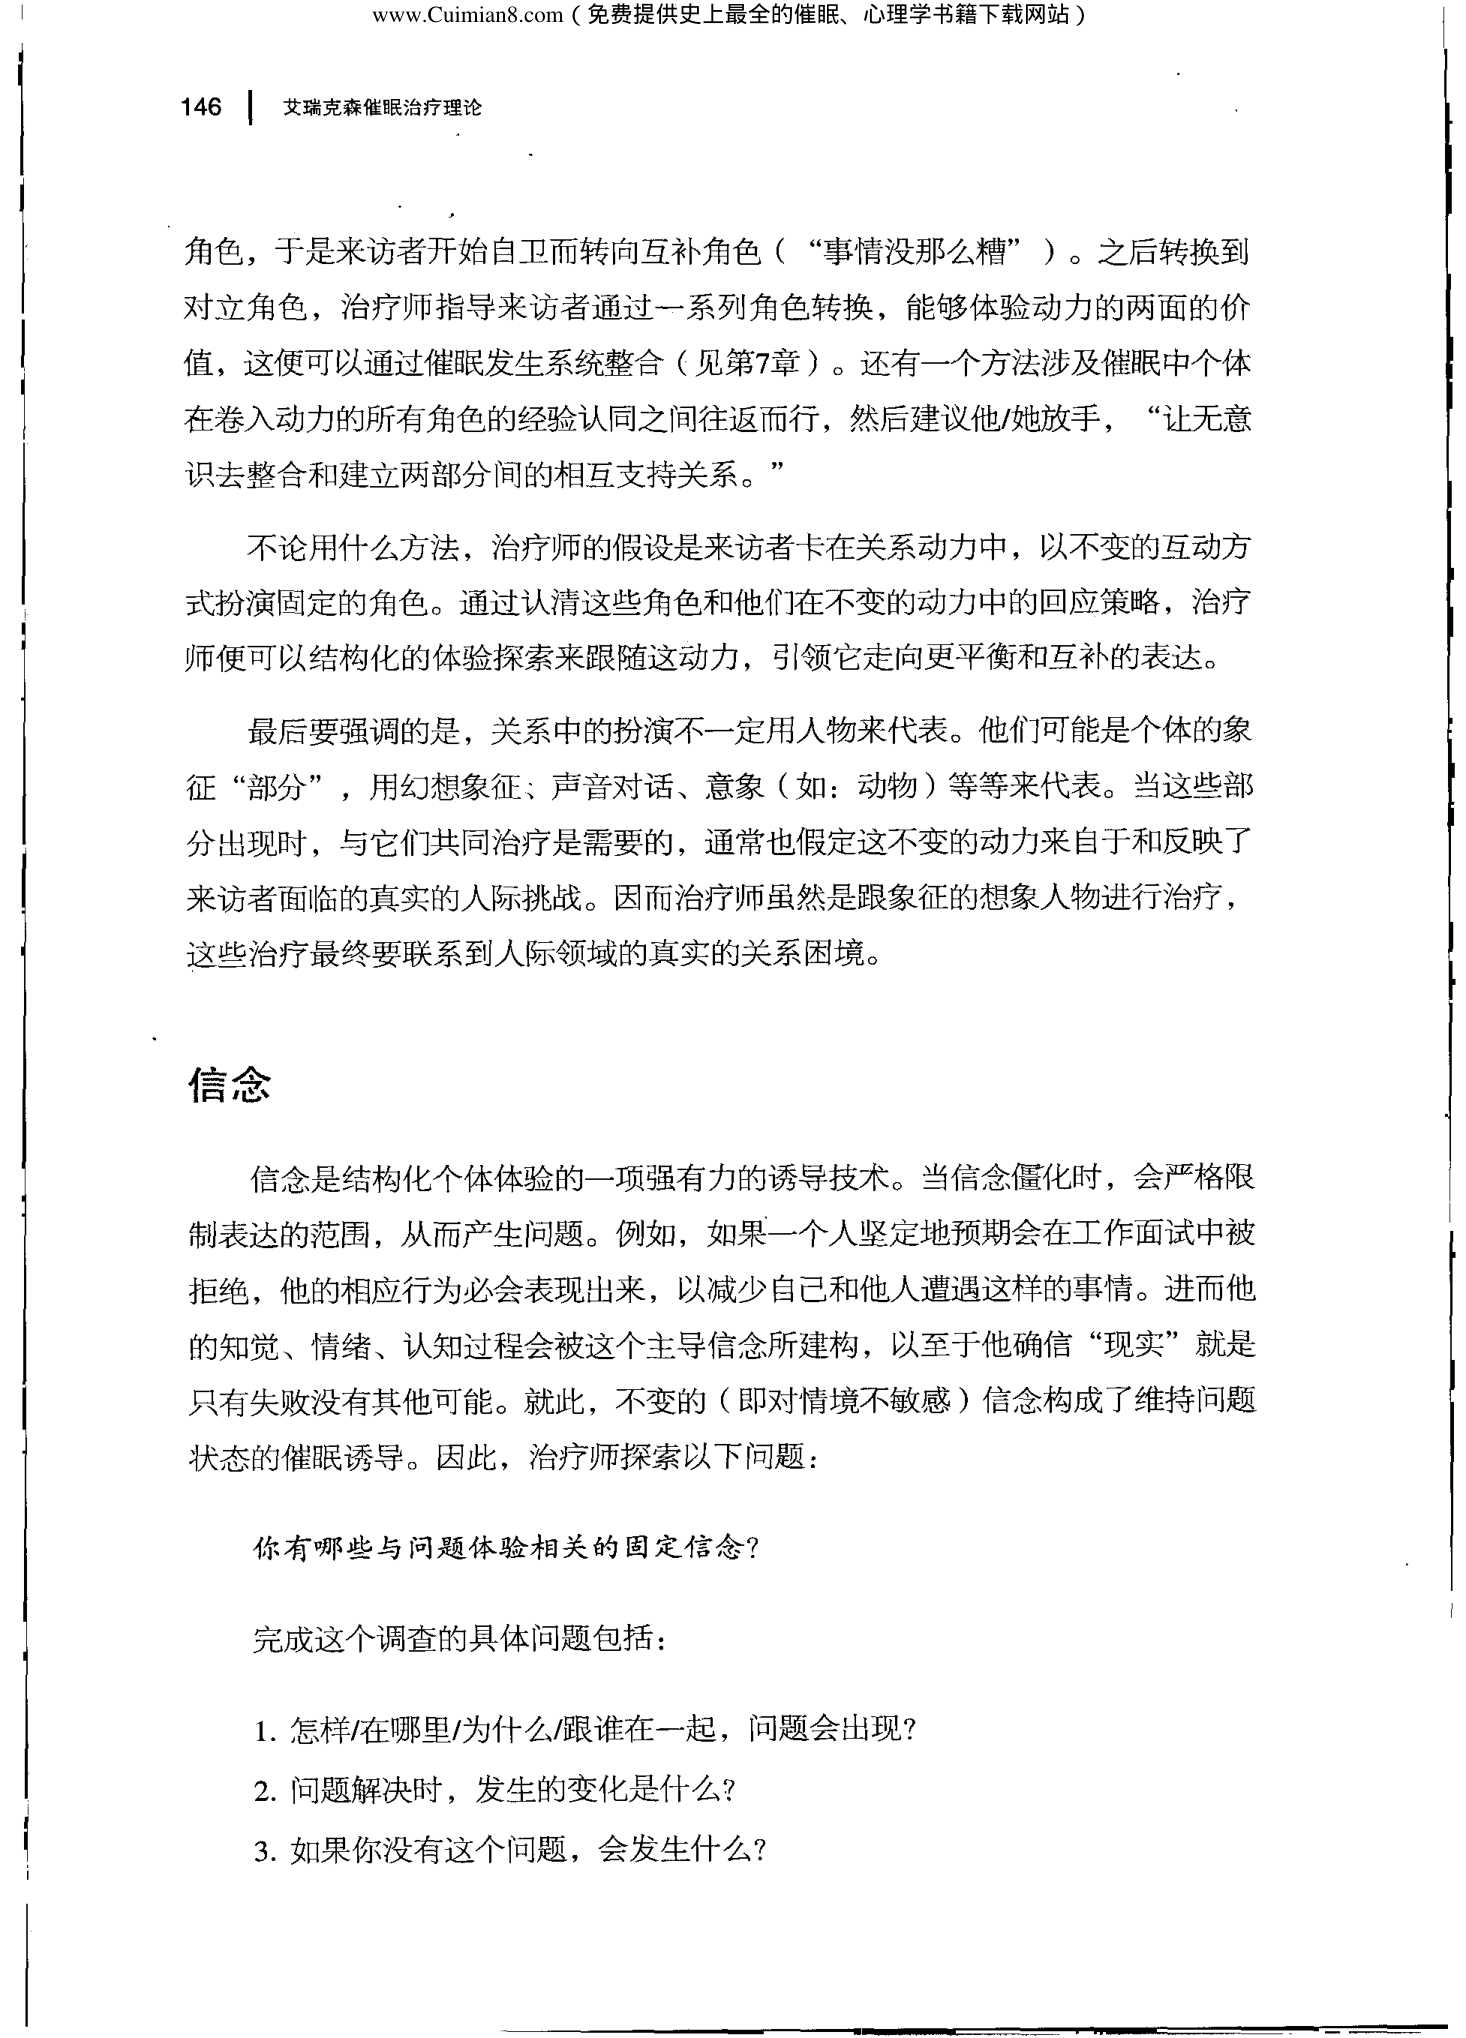 www.Cuimian8.com（免费提供史上最全的催眠、心理学书籍下载网站）
146 艾瑞克森催眠治疗理论
角色，于是来访者开始自卫而转向互补角色（“事情没那么糟”）。之后转换到
对立角色，治疗师指导来访者通过一系列角色转换，能够体验动力的两面的价
值，这便可以通过催眠发生系统整合（见第7章）。还有一个方法涉及催眠中个体
在卷入动力的所有角色的经验认同之间往返而行，然后建议他/她放手，“让无意
识去整合和建立两部分间的相互支持关系。”
不论用什么方法，治疗师的假设是来访者卡在关系动力中，以不变的互动方
式扮演固定的角色。通过认清这些角色和他们在不变的动力中的回应策略，治疗
师便可以结构化的体验探索来跟随这动力，引领它走向更平衡和互补的表达。
最后要强调的是，关系中的扮演不一定用人物来代表。他们可能是个体的象
征“部分”，用幻想象征、声音对话、意象（如：动物）等等来代表。当这些部
分出现时，与它们共同治疗是需要的，通常也假定这不变的动力来自于和反映了
来访者面临的真实的人际挑战。因而治疗师虽然是跟象征的想象人物进行治疗，
这些治疗最终要联系到人际领域的真实的关系困境。
信念
信念是结构化个体体验的一项强有力的诱导技术。当信念僵化时，会严格限
制表达的范围，从而产生问题。例如，如果一个人坚定地预期会在工作面试中被
拒绝，他的相应行为必会表现出来，以减少自己和他人遭遇这样的事情。进而他
的知觉、情绪、认知过程会被这个主导信念所建构，以至于他确信“现实”就是
只有失败没有其他可能。就此，不变的（即对情境不敏感）信念构成了维持问题
状态的催眠诱导。因此，治疗师探索以下问题：
你有哪些与问题体验相关的固定信念？
完成这个调查的具体问题包括：
1. 怎样/在哪里/为什么/跟谁在一起，问题会出现？
2. 问题解决时，发生的变化是什么？
3. 如果你没有这个问题，会发生什么？